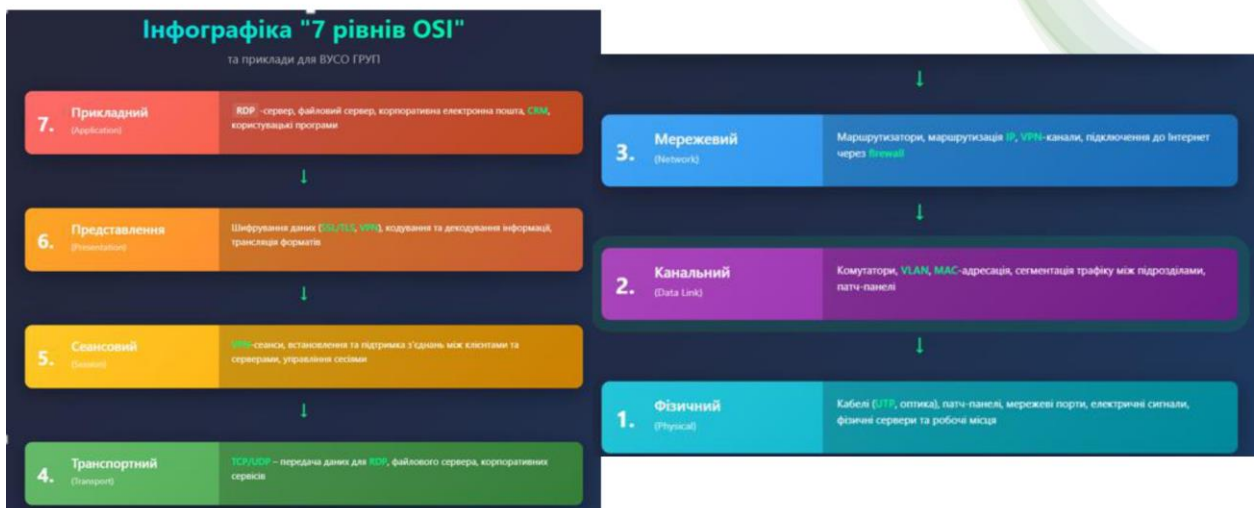 Інфографіка "7 рівнів OSI"
та приклади для ВУСО ГРУП
7.
Прикладний
(Application)
RDP -сервер, файловий сервер, корпоративна електронна пошта, CRM,
користувацькі програми
↓
6.
Представлення
(Presentation)
Шифрування даних (SSL/TLS, VPN), кодування та декодування інформації,
трансляція форматів
↓
5.
Сеансовий
(Session)
VPN-сеанси, встановлення та підтримка з'єднань між клієнтами та
серверами, управління сесіями
↓
4.
Транспортний
(Transport)
TCP/UDP – передача даних для RDP, файлового сервера, корпоративних
сервісів
↓
3.
Мережевий
(Network)
Маршрутизатори, маршрутизація IP, VPN-канали, підключення до Інтернет
через firewall
↓
2.
Канальний
(Data Link)
Комутатори, VLAN, MAC-адресація, сегментація трафіку між підрозділами,
патч-панелі
↓
1.
Фізичний
(Physical)
Кабелі (UTP, оптика), патч-панелі, мережеві порти, електричні сигнали,
фізичні сервери та робочі місця